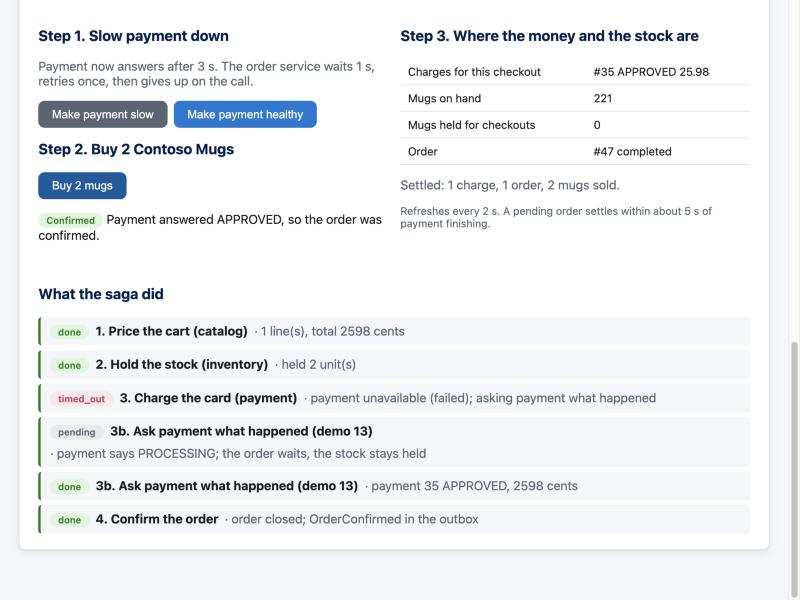 Step 1. Slow payment down
Payment now answers after 3 s. The order service waits 1 s,
retries once, then gives up on the call.
Make payment slow
Make payment healthy
Step 2. Buy 2 Contoso Mugs
Buy 2 mugs
Confirmed Payment answered APPROVED, so the order was
confirmed.
Step 3. Where the money and the stock are
Charges for this checkout #35 APPROVED 25.98
Mugs on hand 221
Mugs held for checkouts 0
Order #47 completed
Settled: 1 charge, 1 order, 2 mugs sold.
Refreshes every 2 s. A pending order settles within about 5 s of
payment finishing.
What the saga did
done 1. Price the cart (catalog) · 1 line(s), total 2598 cents
done 2. Hold the stock (inventory) · held 2 unit(s)
timed_out 3. Charge the card (payment) · payment unavailable (failed); asking payment what happened
pending 3b. Ask payment what happened (demo 13)
· payment says PROCESSING; the order waits, the stock stays held
done 3b. Ask payment what happened (demo 13) · payment 35 APPROVED, 2598 cents
done 4. Confirm the order · order closed; OrderConfirmed in the outbox